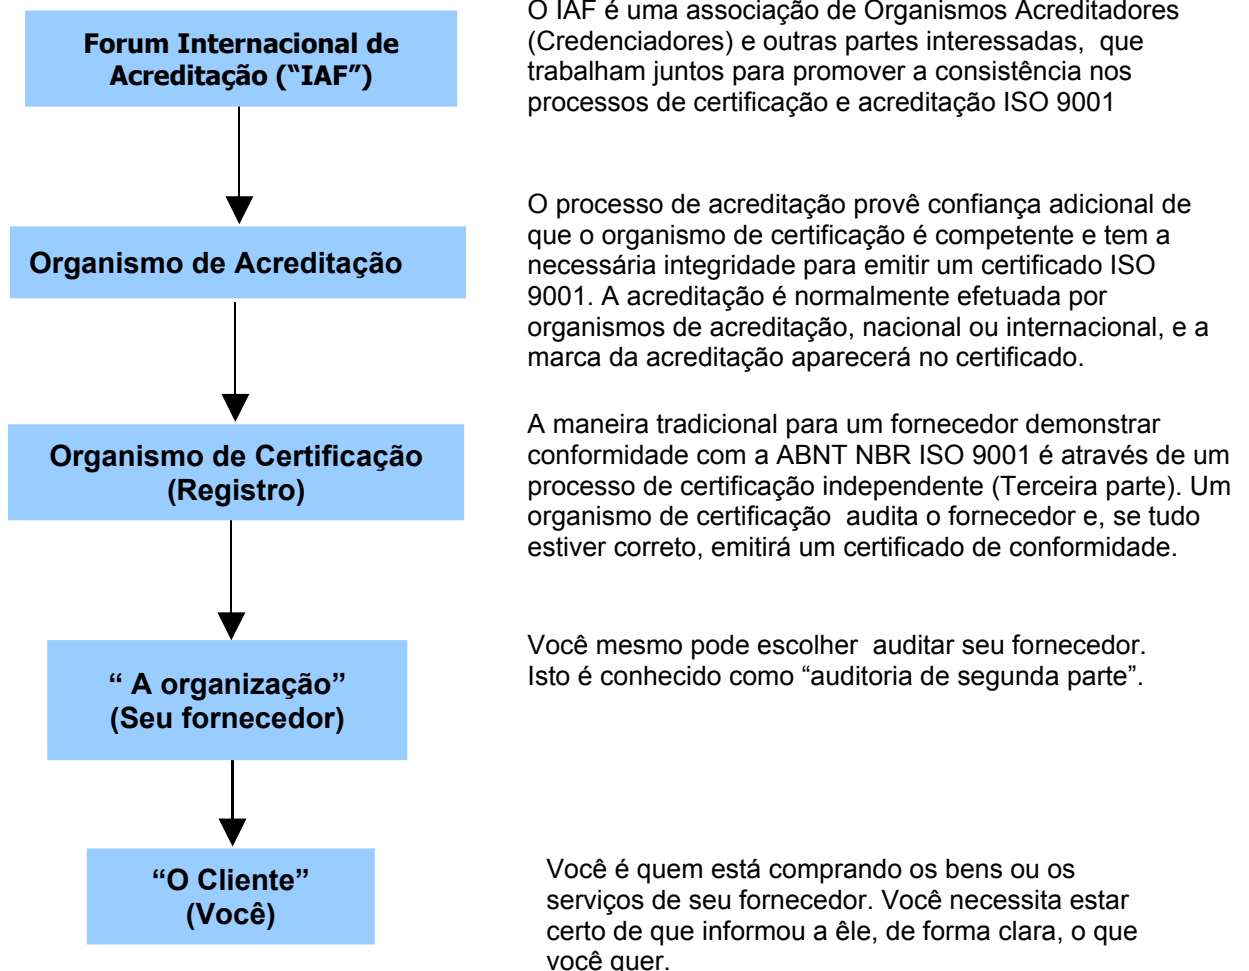 Forum Internacional de
Acreditação (“IAF”)
O IAF é uma associação de Organismos Acreditadores
(Credenciadores) e outras partes interessadas,  que
trabalham juntos para promover a consistência nos
processos de certificação e acreditação ISO 9001
Organismo de Acreditação
O processo de acreditação provê confiança adicional de
que o organismo de certificação é competente e tem a
necessária integridade para emitir um certificado ISO
9001. A acreditação é normalmente efetuada por
organismos de acreditação, nacional ou internacional, e a
marca da acreditação aparecerá no certificado.
Organismo de Certificação
(Registro)
A maneira tradicional para um fornecedor demonstrar
conformidade com a ABNT NBR ISO 9001 é através de um
processo de certificação independente (Terceira parte). Um
organismo de certificação  audita o fornecedor e, se tudo
estiver correto, emitirá um certificado de conformidade.
“ A organização”
(Seu fornecedor)
Você mesmo pode escolher  auditar seu fornecedor.
Isto é conhecido como “auditoria de segunda parte”.
“O Cliente”
(Você)
Você é quem está comprando os bens ou os
serviços de seu fornecedor. Você necessita estar
certo de que informou a êle, de forma clara, o que
você quer.